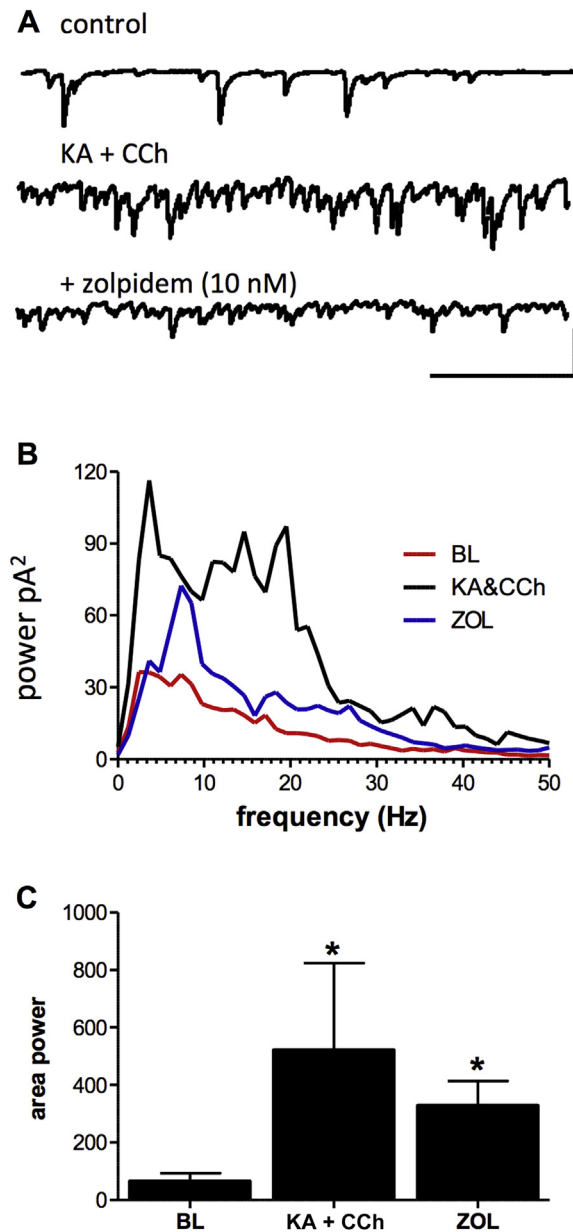 A control
KA + CCh
+ zolpidem (10 nM)
B
120
90
60
30
0
power pA²
BL
KA&CCh
ZOL
0 10 20 30 40 50
frequency (Hz)
C
1000
800
600
400
200
0
area power
*
*
BL KA + CCh ZOL